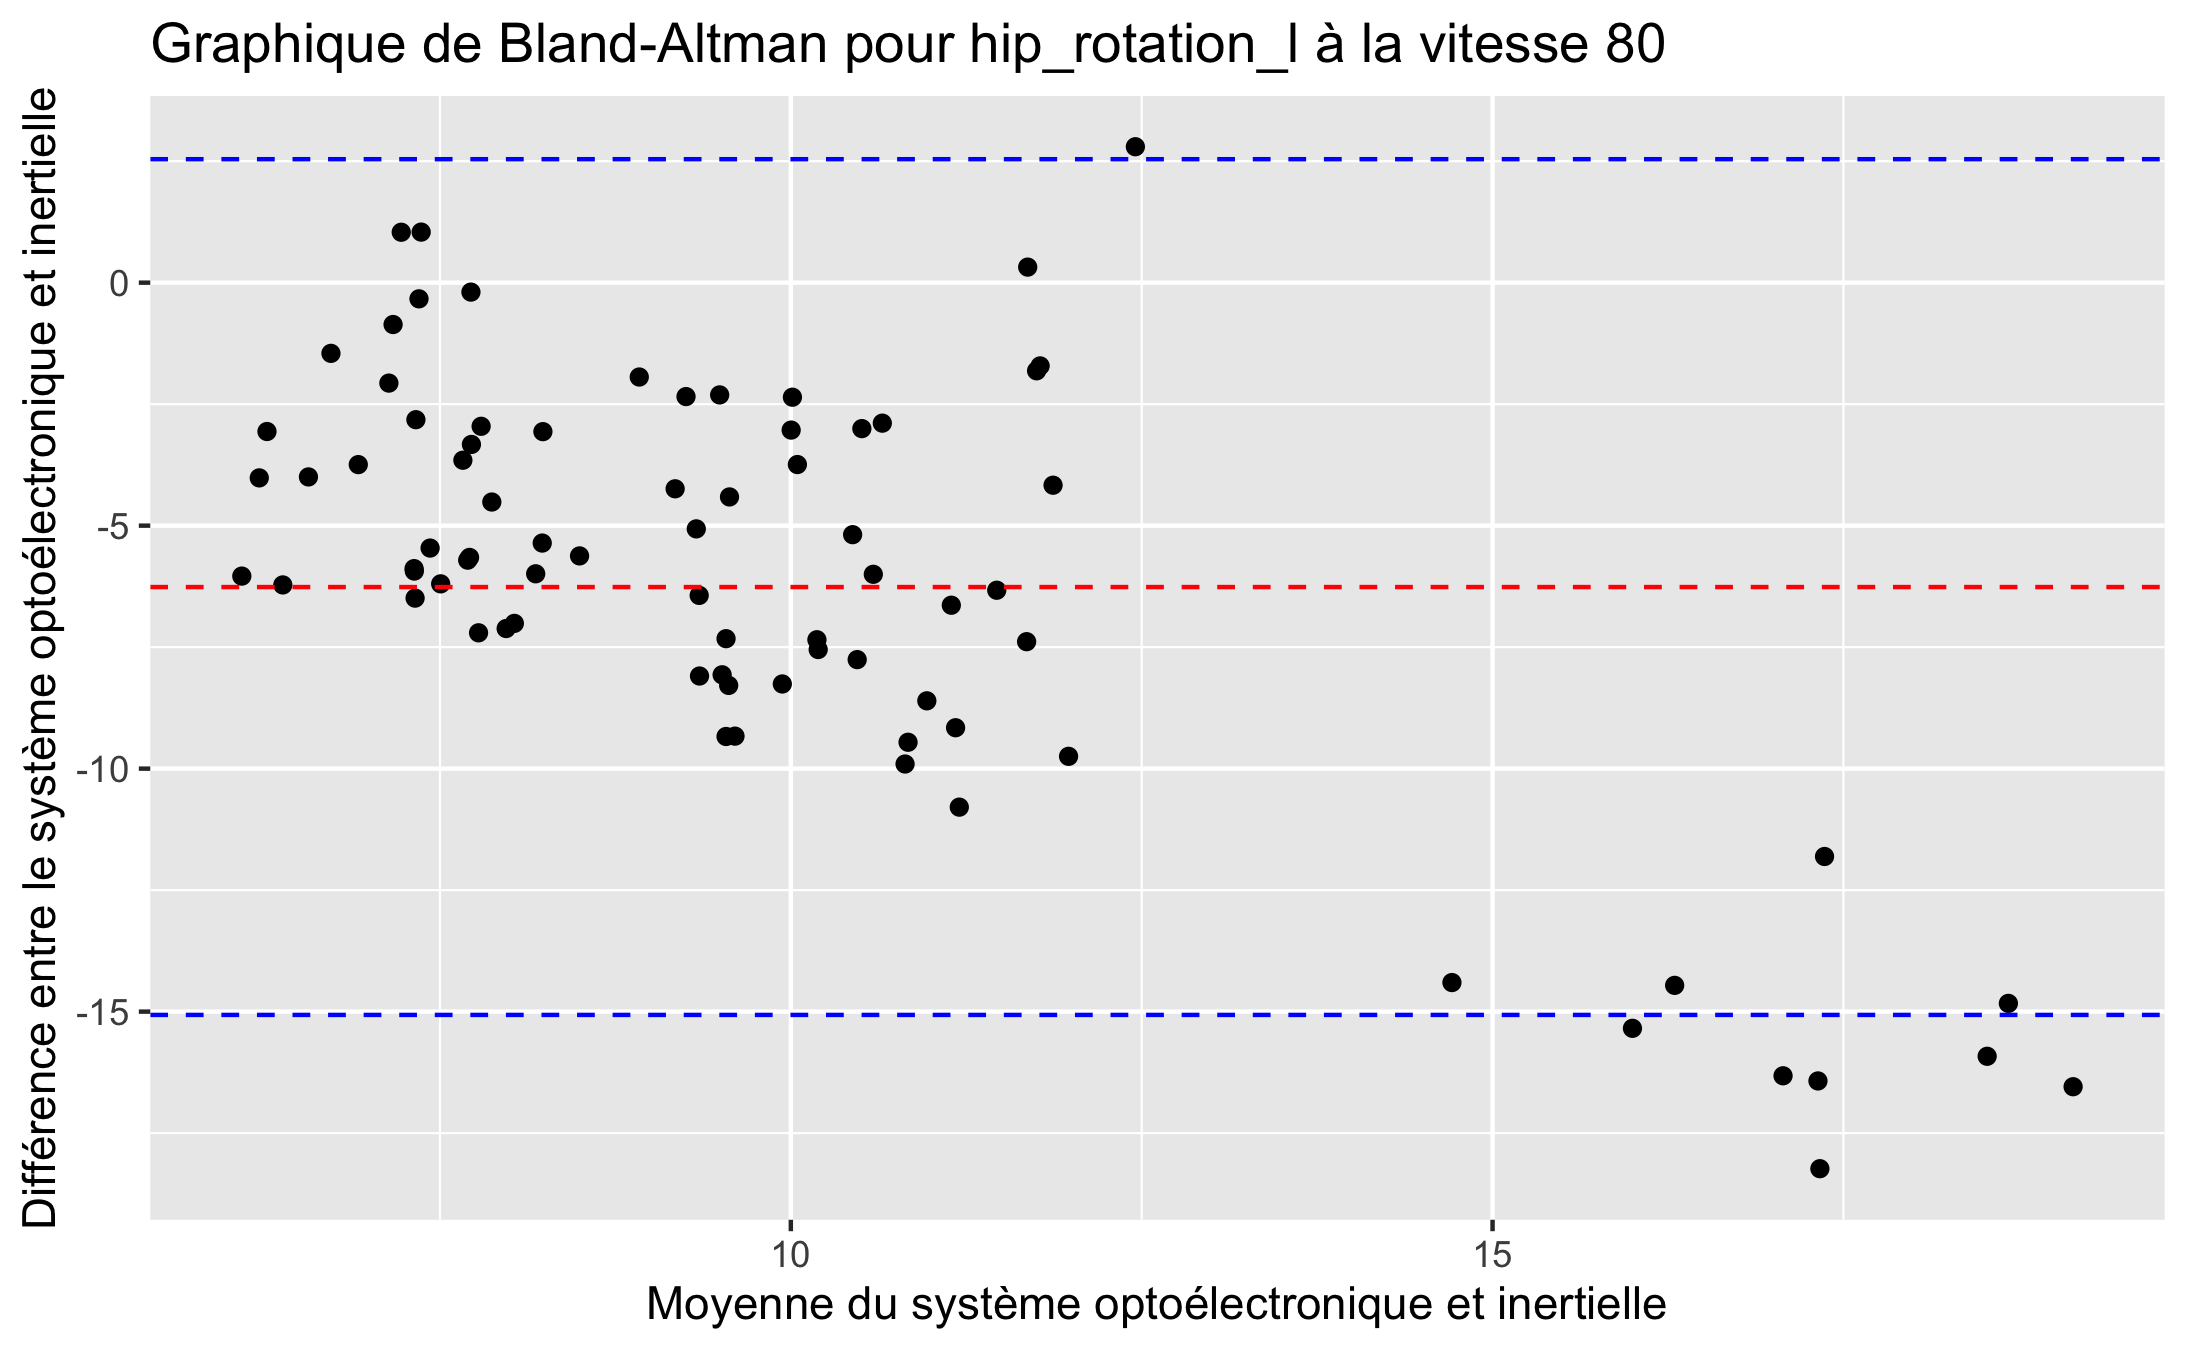 Graphique de Bland-Altman pour hip_rotation_l à la vitesse 80
Différence entre le système optoélectronique et inertielle
0
-5
-10
-15
10
15
Moyenne du système optoélectronique et inertielle